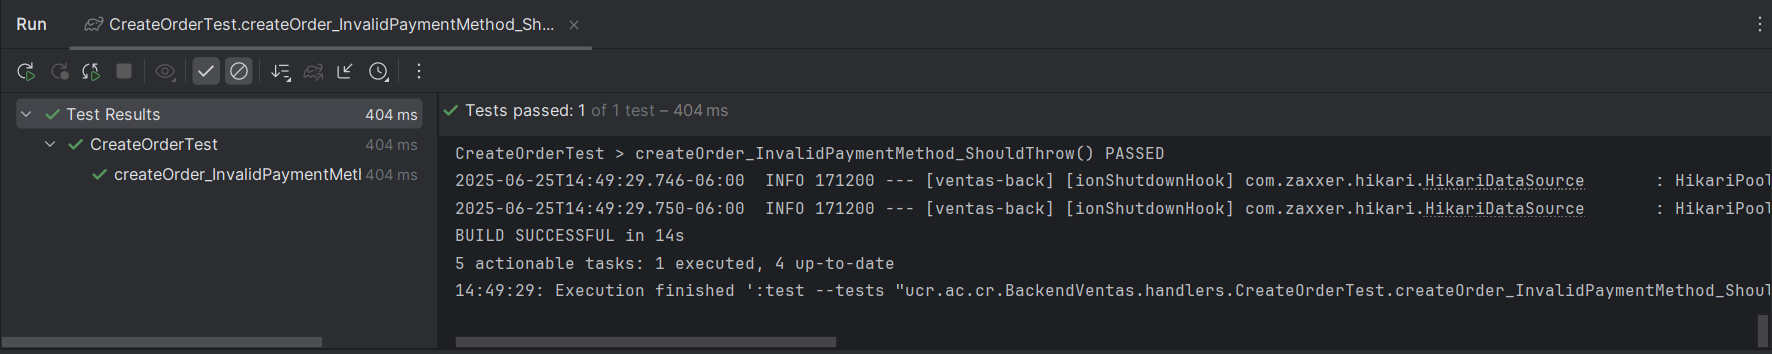 Run CreateOrderTest.createOrder_InvalidPaymentMethod_Sh...
Test Results 404 ms
CreateOrderTest 404 ms
createOrder_InvalidPaymentMet 404 ms
Tests passed: 1 of 1 test – 404 ms
CreateOrderTest > createOrder_InvalidPaymentMethod_ShouldThrow() PASSED
2025-06-25T14:49:29.746-06:00  INFO 171200 --- [ventas-back] [ionShutdownHook] com.zaxxer.hikari.HikariDataSource       : HikariPool
2025-06-25T14:49:29.750-06:00  INFO 171200 --- [ventas-back] [ionShutdownHook] com.zaxxer.hikari.HikariDataSource       : HikariPool
BUILD SUCCESSFUL in 14s
5 actionable tasks: 1 executed, 4 up-to-date
14:49:29: Execution finished ':test --tests "ucr.ac.cr.BackendVentas.handlers.CreateOrderTest.createOrder_InvalidPaymentMethod_Shoul